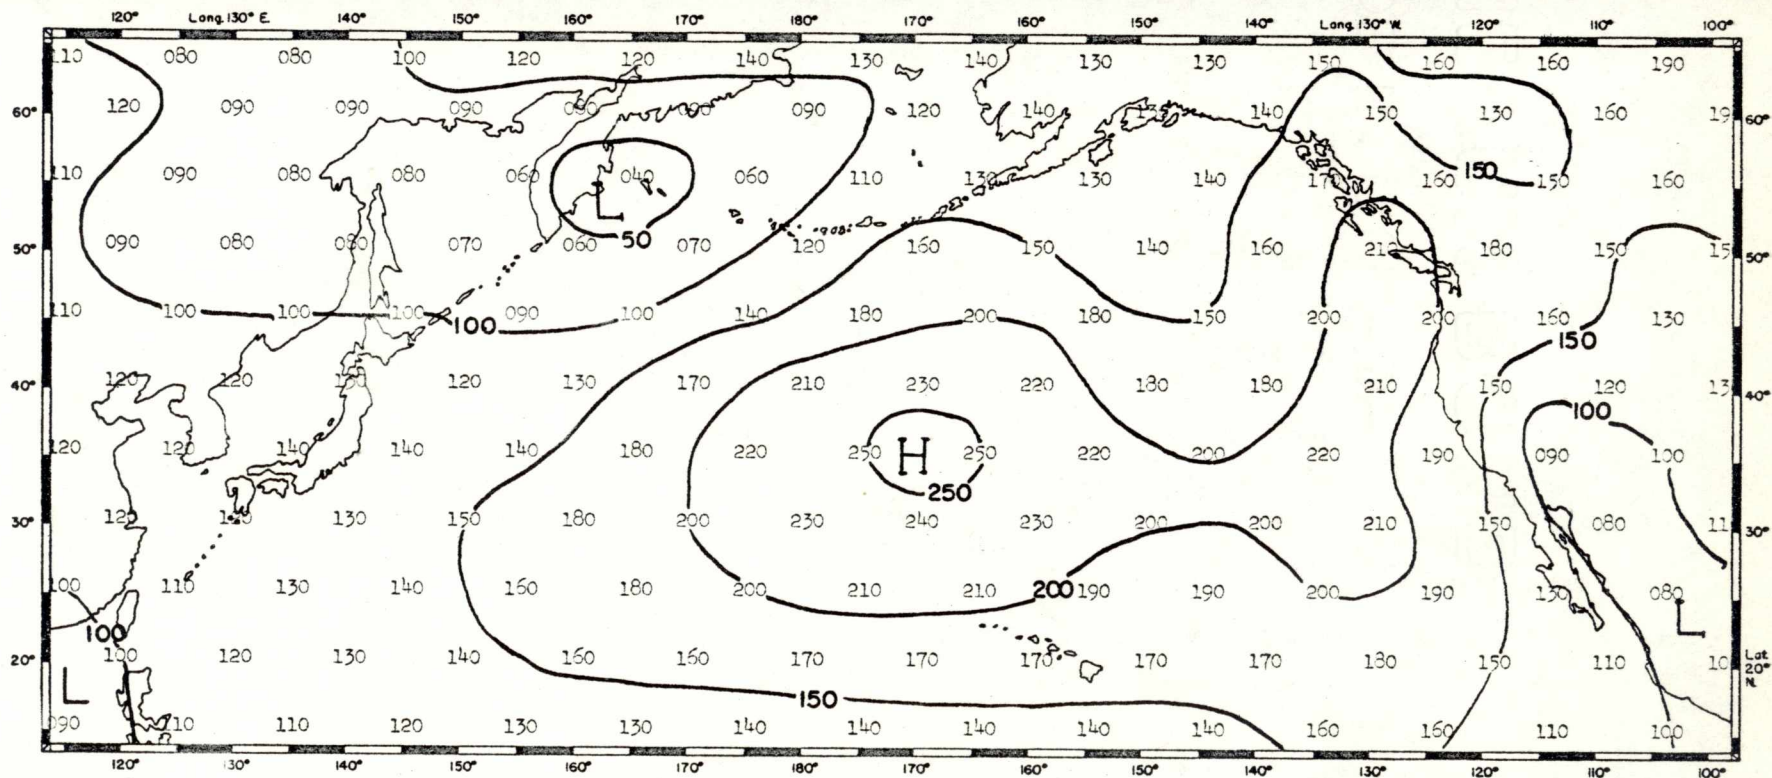 120° Long. 130° E. 140° 150° 160° 170° 180° 170° 160° 150° 140° Long. 130° W. 120° 110° 100°
110 080 080 100 120 120 140 130 140 130 130 150 160 160 190
60° 120 090 090 090 090 090 120 140 140 150 130 160 60°
110 090 080 080 060 040 060 110 130 130 140 170 160 150 150 160
L
50° 090 080 080 070 060 50 070 120 160 150 140 160 210 180 150 50°
110 100 100 100 100 090 100 140 180 200 180 150 200 200 160 150 130
40° 120 120 120 130 170 210 230 220 180 180 210 150 120 100 40°
120 120 140 140 140 180 220 250 H 250 220 200 220 190 090 100
250
30° 120 130 150 180 200 230 240 230 200 200 210 150 080 30°
100 110 130 140 160 180 200 210 210 200 190 190 200 190 130 080
L
100
20° 100 120 130 140 160 160 170 170 170 170 170 180 150 110 Lat. 20° N.
L
150
090 110 110 120 130 130 140 140 140 140 140 160 160 110 100
120° 130° 140° 150° 160° 170° 180° 170° 160° 150° 140° 130° 120° 110° 100°